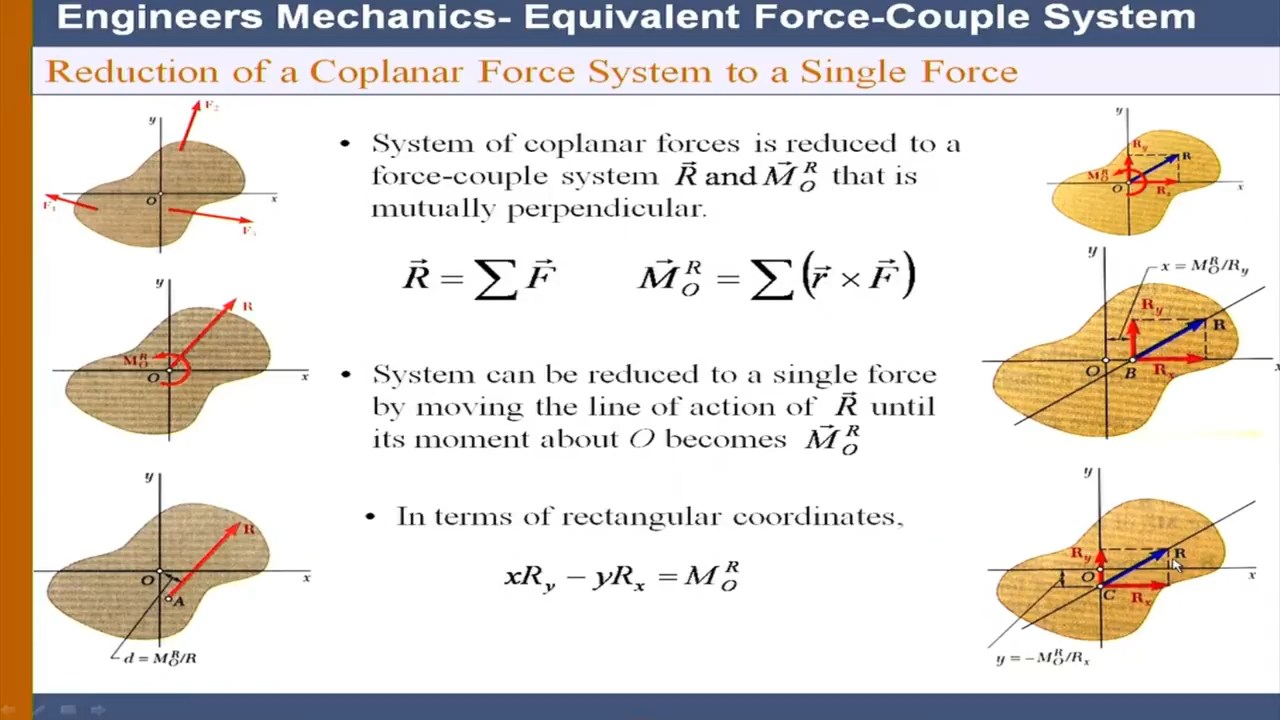 Engineers Mechanics- Equivalent Force-Couple System
Reduction of a Coplanar Force System to a Single Force
y
F₂
O
x
F₁
F₃
y
R
M_O^R
O
x
y
R
O
A
x
d = M_O^R/R
• System of coplanar forces is reduced to a
force-couple system R⃗ and M⃗_O^R that is
mutually perpendicular.
R⃗ = ∑ F⃗    M⃗_O^R = ∑(r⃗ × F⃗)
• System can be reduced to a single force
by moving the line of action of R⃗ until
its moment about O becomes M⃗_O^R
• In terms of rectangular coordinates,
xR_y − yR_x = M_O^R
y
R_y
R
M_O^R
O
R_x
x
y
x = M_O^R/R_y
R_y
R
O
B
R_x
x
y
R_y
R
O
x
C
R_x
y = −M_O^R/R_x